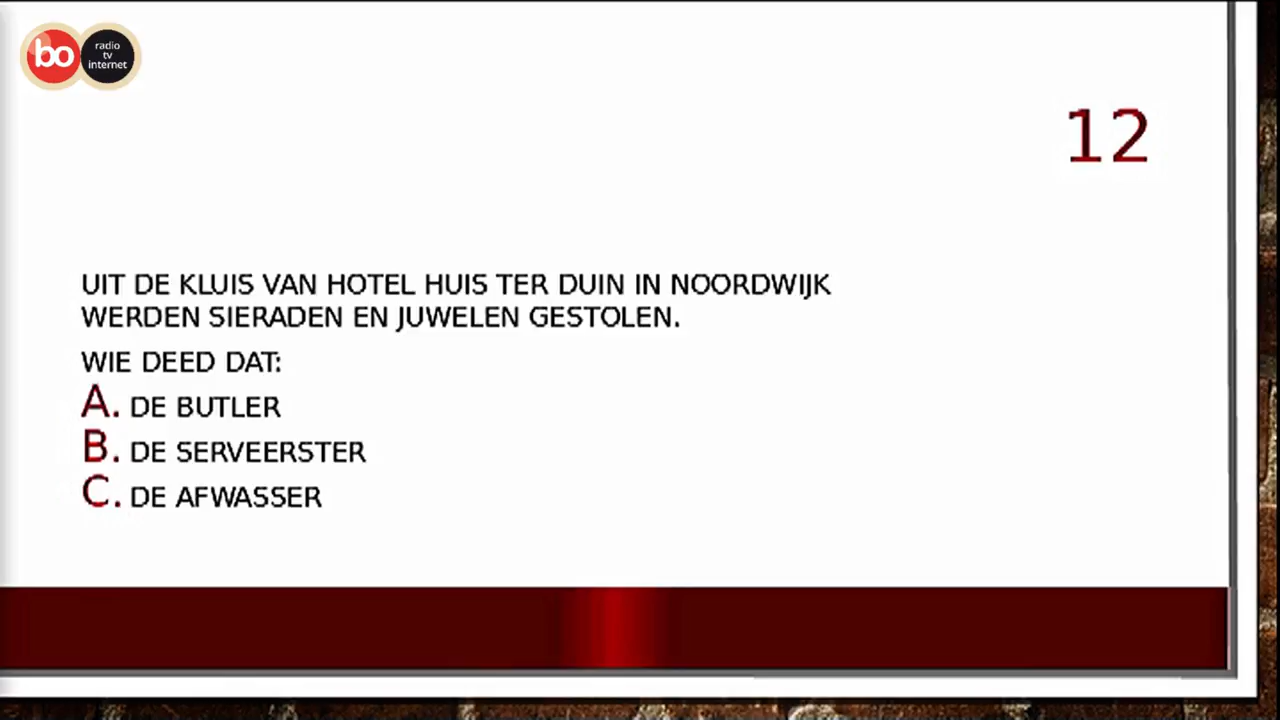 bo
radio
tv
internet
12
UIT DE KLUIS VAN HOTEL HUIS TER DUIN IN NOORDWIJK
WERDEN SIERADEN EN JUWELEN GESTOLEN.
WIE DEED DAT:
A. DE BUTLER
B. DE SERVEERSTER
C. DE AFWASSER